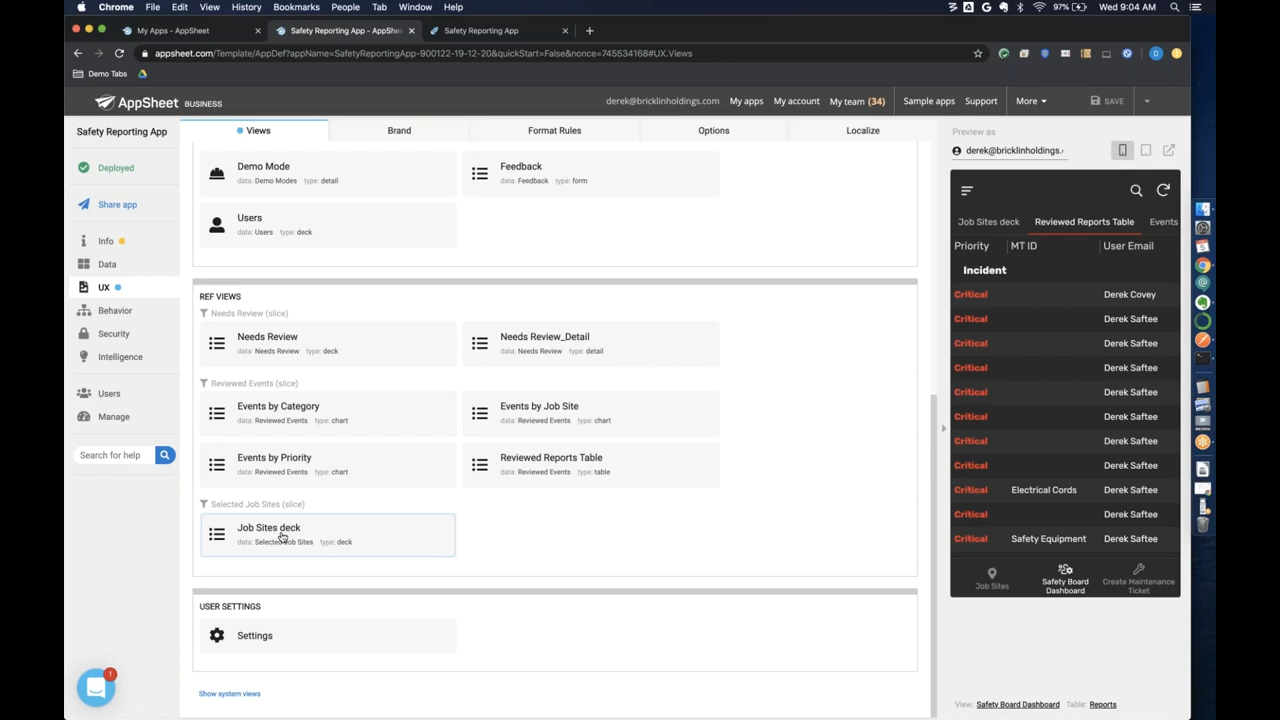 Chrome File Edit View History Bookmarks People Tab Window Help 97% Wed 9:04 AM
My Apps - AppSheet Safety Reporting App - AppShe Safety Reporting App
appsheet.com/Template/AppDef?appName=SafetyReportingApp-900122-19-12-20&quickStart=False&nonce=745534168#UX.Views
Demo Tabs
AppSheet BUSINESS derek@bricklinholdings.com My apps My account My team (34) Sample apps Support More SAVE
Safety Reporting App
Deployed
Share app
Info
Data
UX
Behavior
Security
Intelligence
Users
Manage
Search for help
1
Views Brand Format Rules Options Localize
Demo Mode
data: Demo Modes type: detail
Feedback
data: Feedback type: form
Users
data: Users type: deck
REF VIEWS
Needs Review (slice)
Needs Review
data: Needs Review type: deck
Needs Review_Detail
data: Needs Review type: detail
Reviewed Events (slice)
Events by Category
data: Reviewed Events type: chart
Events by Job Site
data: Reviewed Events type: chart
Events by Priority
data: Reviewed Events type: chart
Reviewed Reports Table
data: Reviewed Events type: table
Selected Job Sites (slice)
Job Sites deck
data: Selected Job Sites type: deck
USER SETTINGS
Settings
Show system views
Preview as
derek@bricklinholdings.
Job Sites deck Reviewed Reports Table Events
Priority MT ID User Email
Incident
Critical Derek Covey
Critical Derek Saftee
Critical Derek Saftee
Critical Derek Saftee
Critical Derek Saftee
Critical Derek Saftee
Critical Derek Saftee
Critical Derek Saftee
Critical Electrical Cords Derek Saftee
Critical Derek Saftee
Critical Safety Equipment Derek Saftee
Job Sites
Safety Board
Dashboard
Create Maintenance
Ticket
View: Safety Board Dashboard Table: Reports